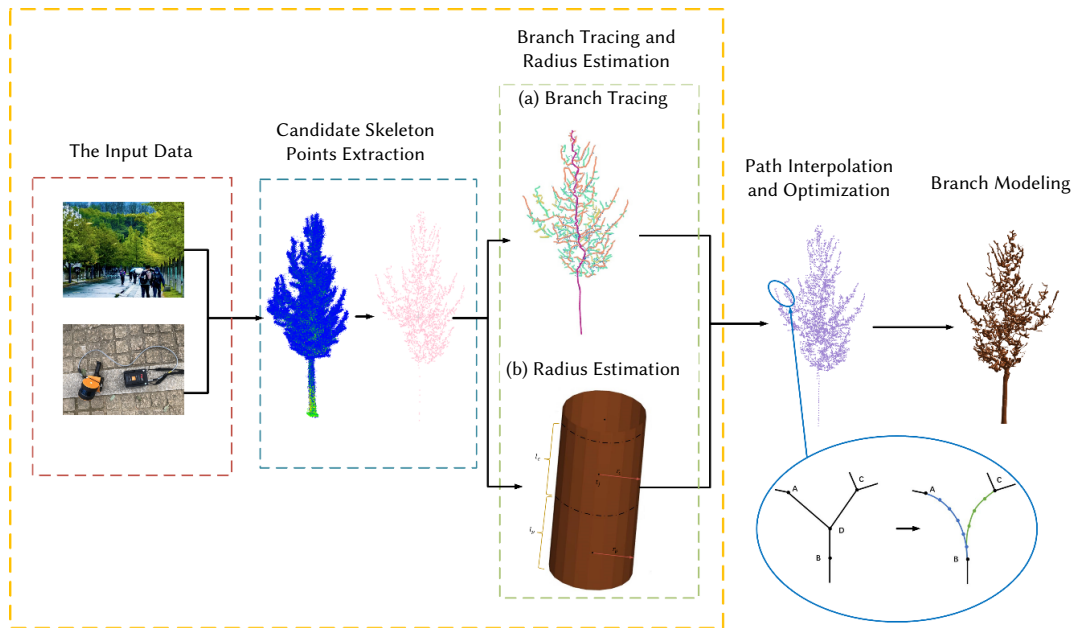 The Input Data
Candidate Skeleton
Points Extraction
Branch Tracing and
Radius Estimation
(a) Branch Tracing
(b) Radius Estimation
Path Interpolation
and Optimization
Branch Modeling
A
C
D
B
A
C
B